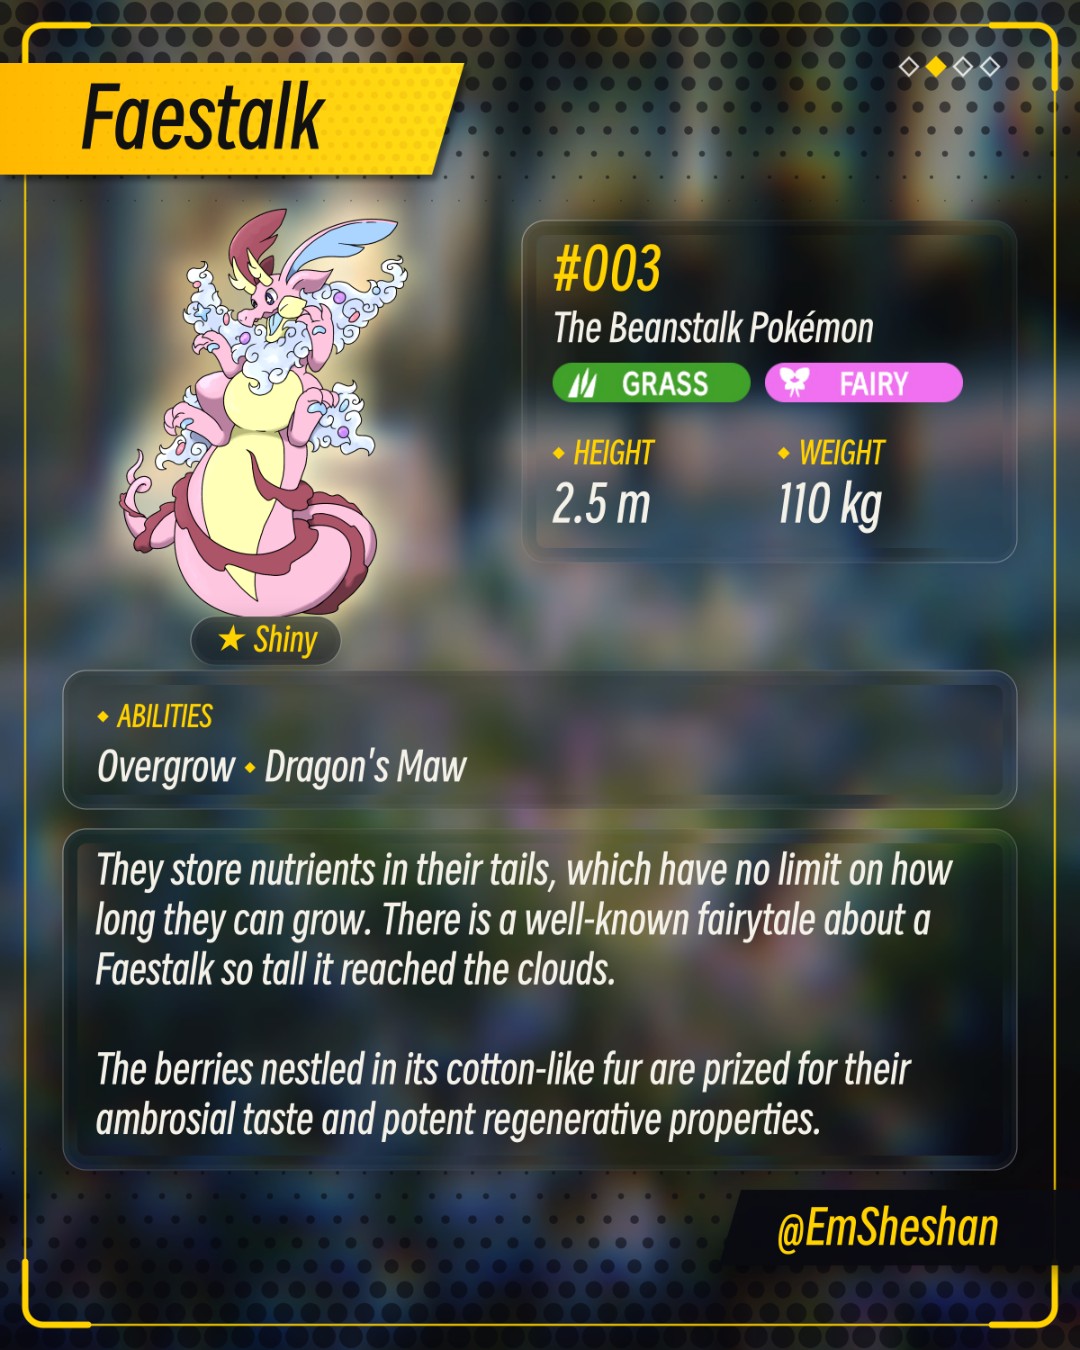 Faestalk
#003
The Beanstalk Pokémon
GRASS FAIRY
HEIGHT WEIGHT
2.5 m 110 kg
★ Shiny
ABILITIES
Overgrow ⬥ Dragon's Maw
They store nutrients in their tails, which have no limit on how
long they can grow. There is a well-known fairytale about a
Faestalk so tall it reached the clouds.
The berries nestled in its cotton-like fur are prized for their
ambrosial taste and potent regenerative properties.
@EmSheshan